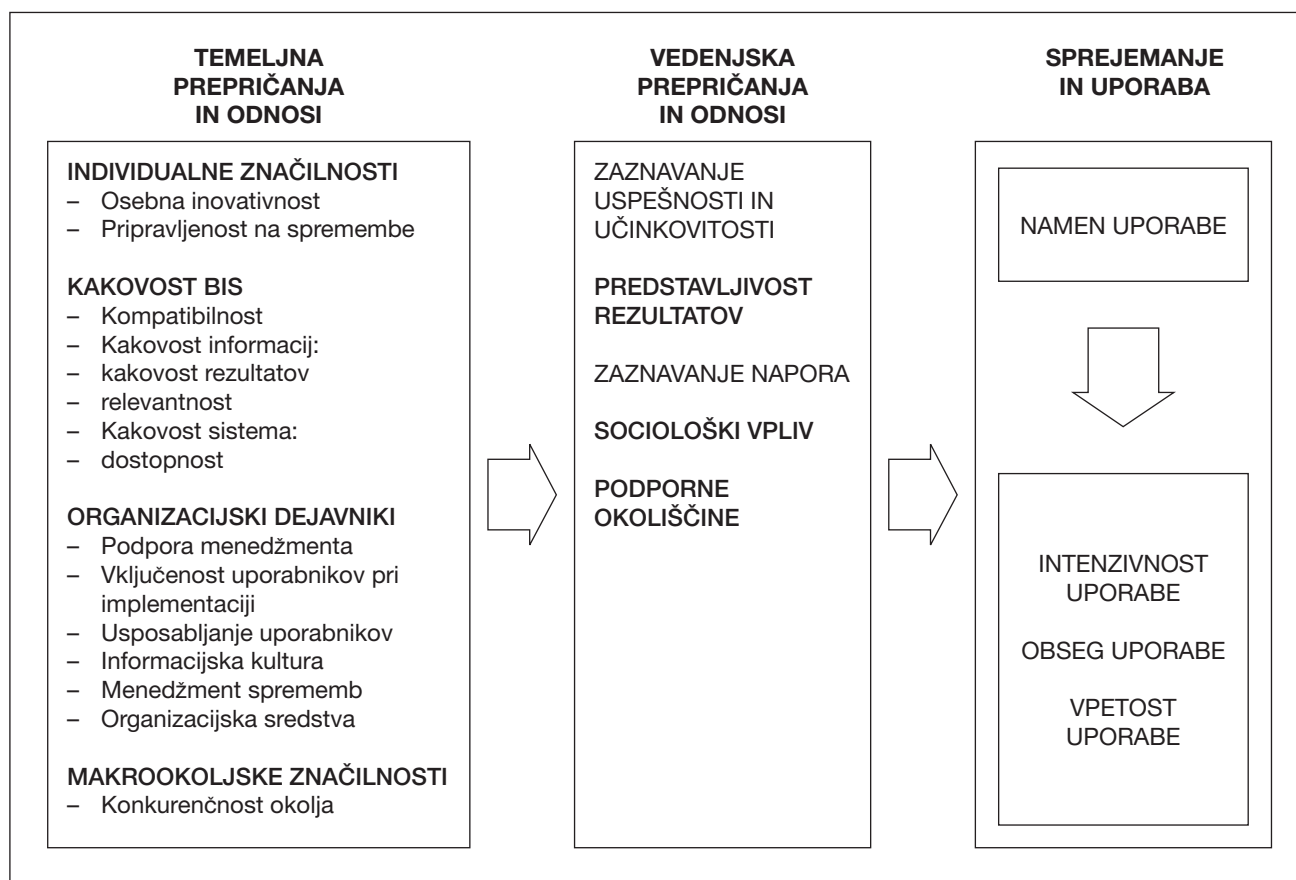 TEMELJNA
PREPRIČANJA
IN ODNOSI
INDIVIDUALNE ZNAČILNOSTI
– Osebna inovativnost
– Pripravljenost na spremembe
KAKOVOST BIS
– Kompatibilnost
– Kakovost informacij:
– kakovost rezultatov
– relevantnost
– Kakovost sistema:
– dostopnost
ORGANIZACIJSKI DEJAVNIKI
– Podpora menedžmenta
– Vključenost uporabnikov pri
implementaciji
– Usposabljanje uporabnikov
– Informacijska kultura
– Menedžment sprememb
– Organizacijska sredstva
MAKROOKOLJSKE ZNAČILNOSTI
– Konkurenčnost okolja
VEDENJSKA
PREPRIČANJA
IN ODNOSI
ZAZNAVANJE
USPEŠNOSTI IN
UČINKOVITOSTI
PREDSTAVLJIVOST
REZULTATOV
ZAZNAVANJE NAPORA
SOCIOLOŠKI VPLIV
PODPORNE
OKOLIŠČINE
SPREJEMANJE
IN UPORABA
NAMEN UPORABE
INTENZIVNOST
UPORABE
OBSEG UPORABE
VPETOST
UPORABE